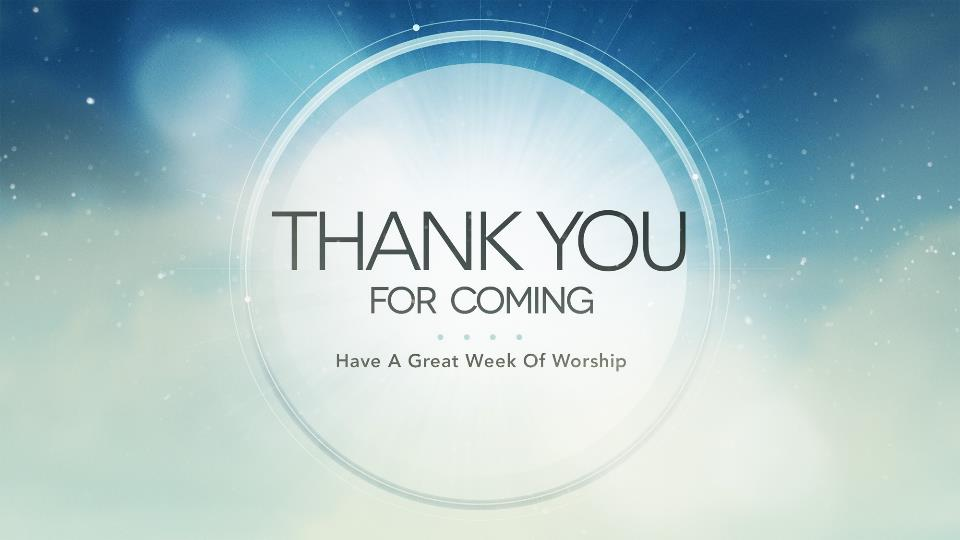 THANK YOU
FOR COMING
Have A Great Week Of Worship